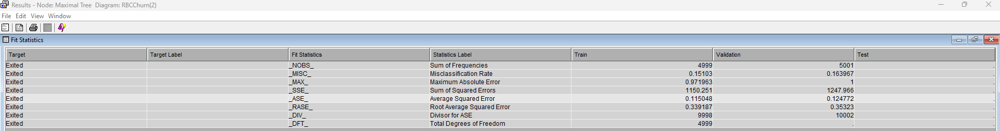 Results - Node: Maximal Tree Diagram: RBCChurn(2)
File Edit View Window
Fit Statistics
Target Target Label Fit Statistics Statistics Label Train Validation Test
Exited _NOBS_ Sum of Frequencies 4999 5001 .
Exited _MISC_ Misclassification Rate 0.15103 0.163967 .
Exited _MAX_ Maximum Absolute Error 0.971963 1 .
Exited _SSE_ Sum of Squared Errors 1150.251 1247.966 .
Exited _ASE_ Average Squared Error 0.115048 0.124772 .
Exited _RASE_ Root Average Squared Error 0.339187 0.35323 .
Exited _DIV_ Divisor for ASE 9998 10002 .
Exited _DFT_ Total Degrees of Freedom 4999 . .